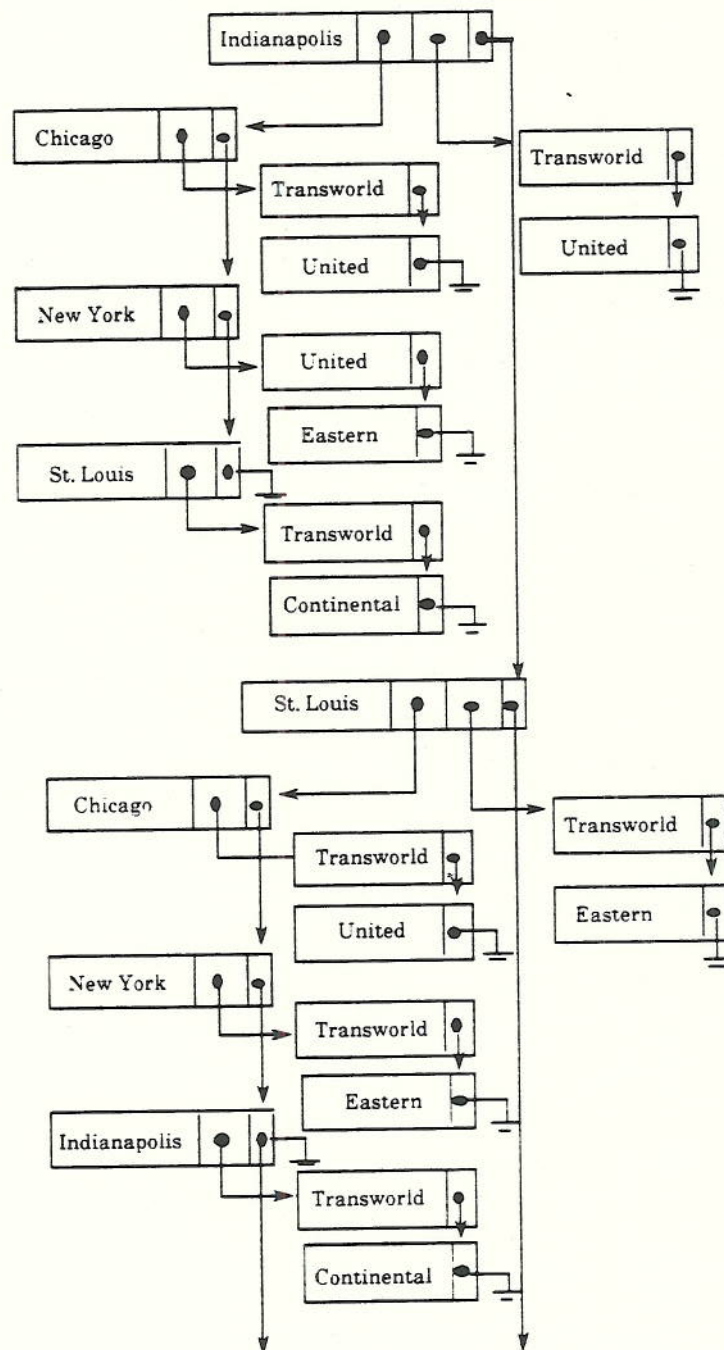 Indianapolis
Chicago
Transworld
Transworld
United
United
New York
United
Eastern
St. Louis
Transworld
Continental
St. Louis
Chicago
Transworld
Transworld
United
Eastern
New York
Transworld
Eastern
Indianapolis
Transworld
Continental